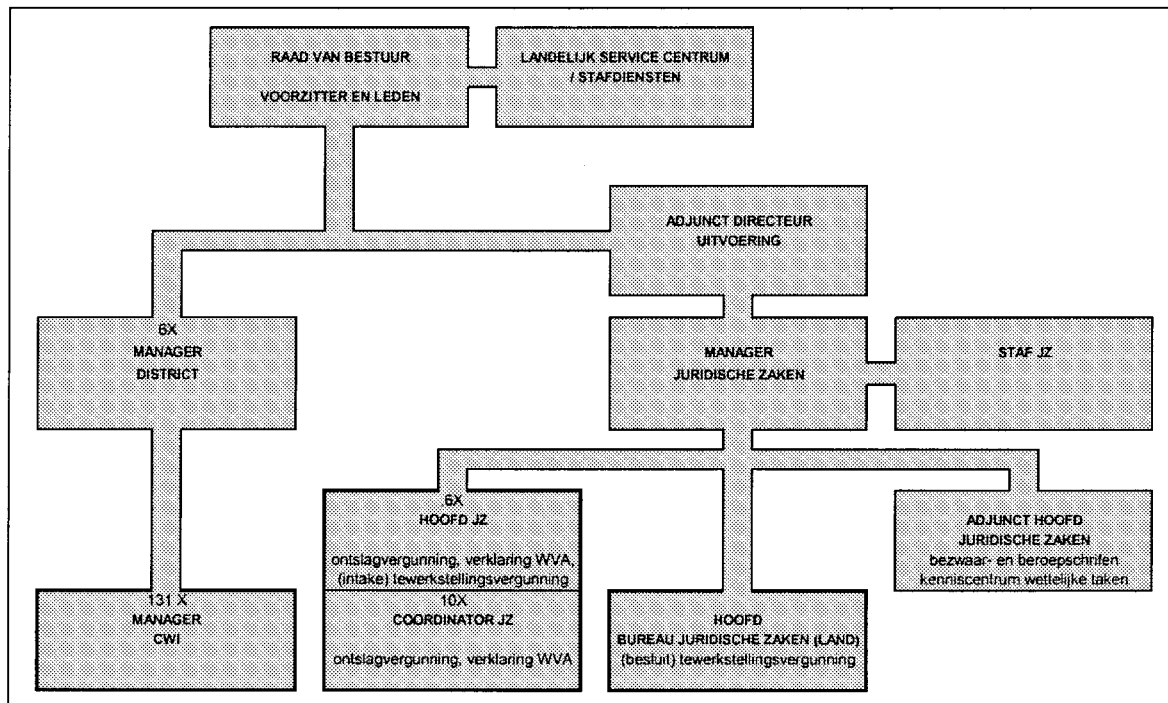 RAAD VAN BESTUUR
VOORZITTER EN LEDEN
LANDELIJK SERVICE CENTRUM
/ STAFDIENSTEN
ADJUNCT DIRECTEUR
UITVOERING
6X
MANAGER
DISTRICT
MANAGER
JURIDISCHE ZAKEN
STAF JZ
6X
HOOFD JZ
ontslagvergunning, verklaring WVA,
(intake) tewerkstellingsvergunning
10X
COORDINATOR JZ
ontslagvergunning, verklaring WVA
ADJUNCT HOOFD
JURIDISCHE ZAKEN
bezwaar- en beroepschrifen
kenniscentrum wettelijke taken
131 X
MANAGER
CWI
HOOFD
BUREAU JURIDISCHE ZAKEN (LAND)
(besluit) tewerkstellingsvergunning